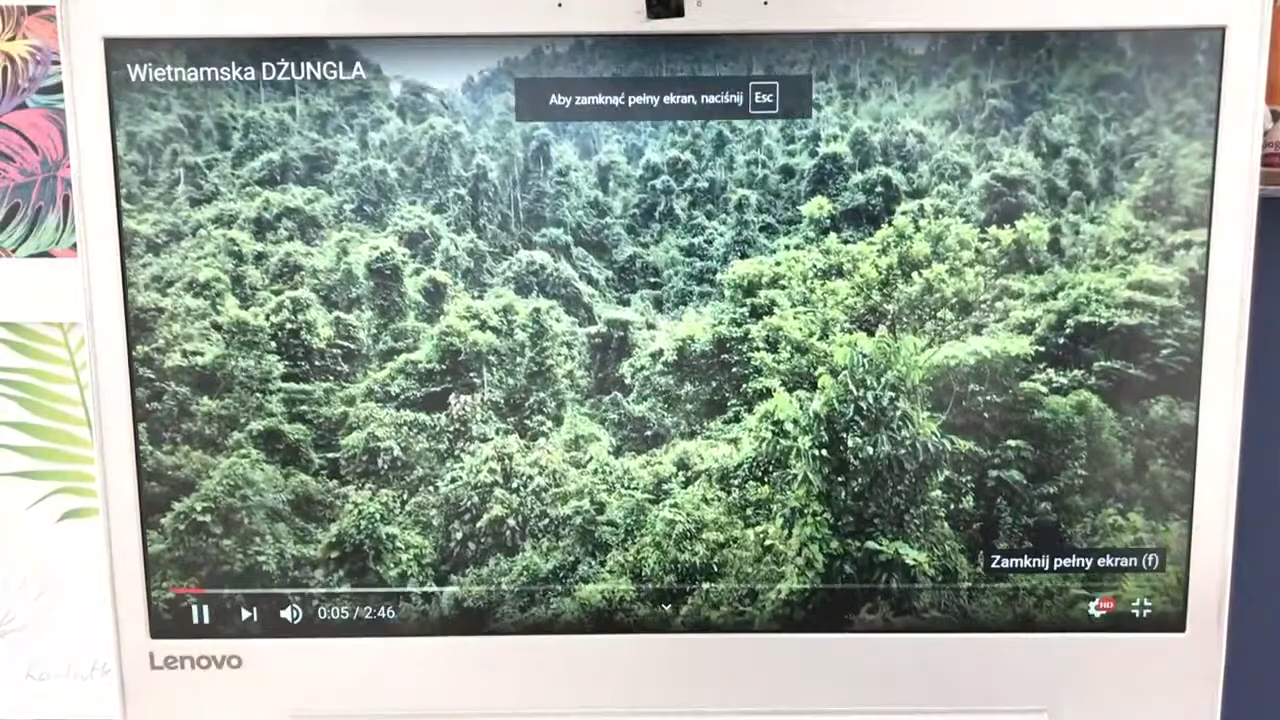 Wietnamska DŻUNGLA
Aby zamknąć pełny ekran, naciśnij Esc
Zamknij pełny ekran (f)
0:05 / 2:46
HD
Lenovo